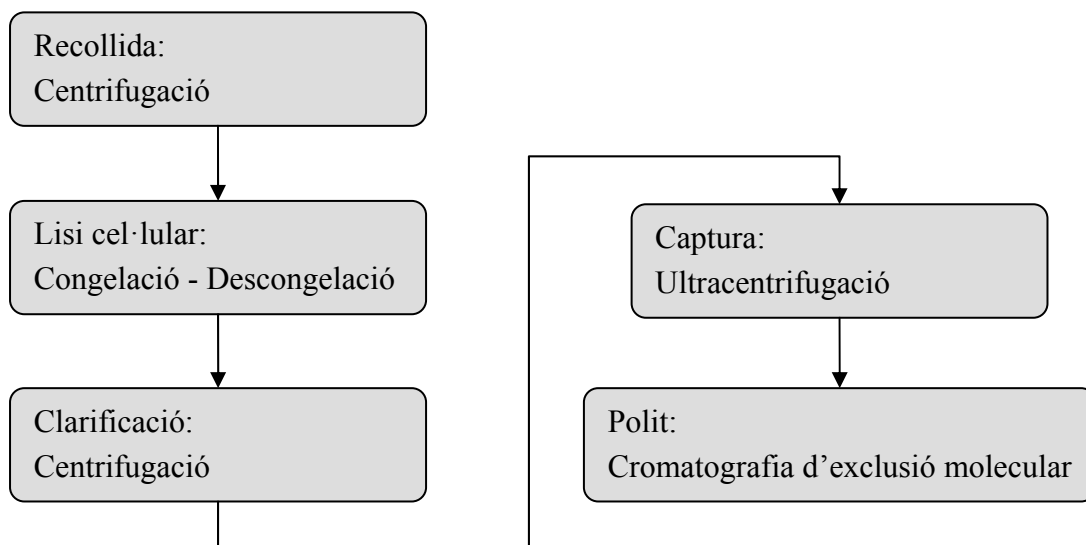 Recollida:
Centrifugació
Lisi cel·lular:
Congelació - Descongelació
Clarificació:
Centrifugació
Captura:
Ultracentrifugació
Polit:
Cromatografia d’exclusió molecular